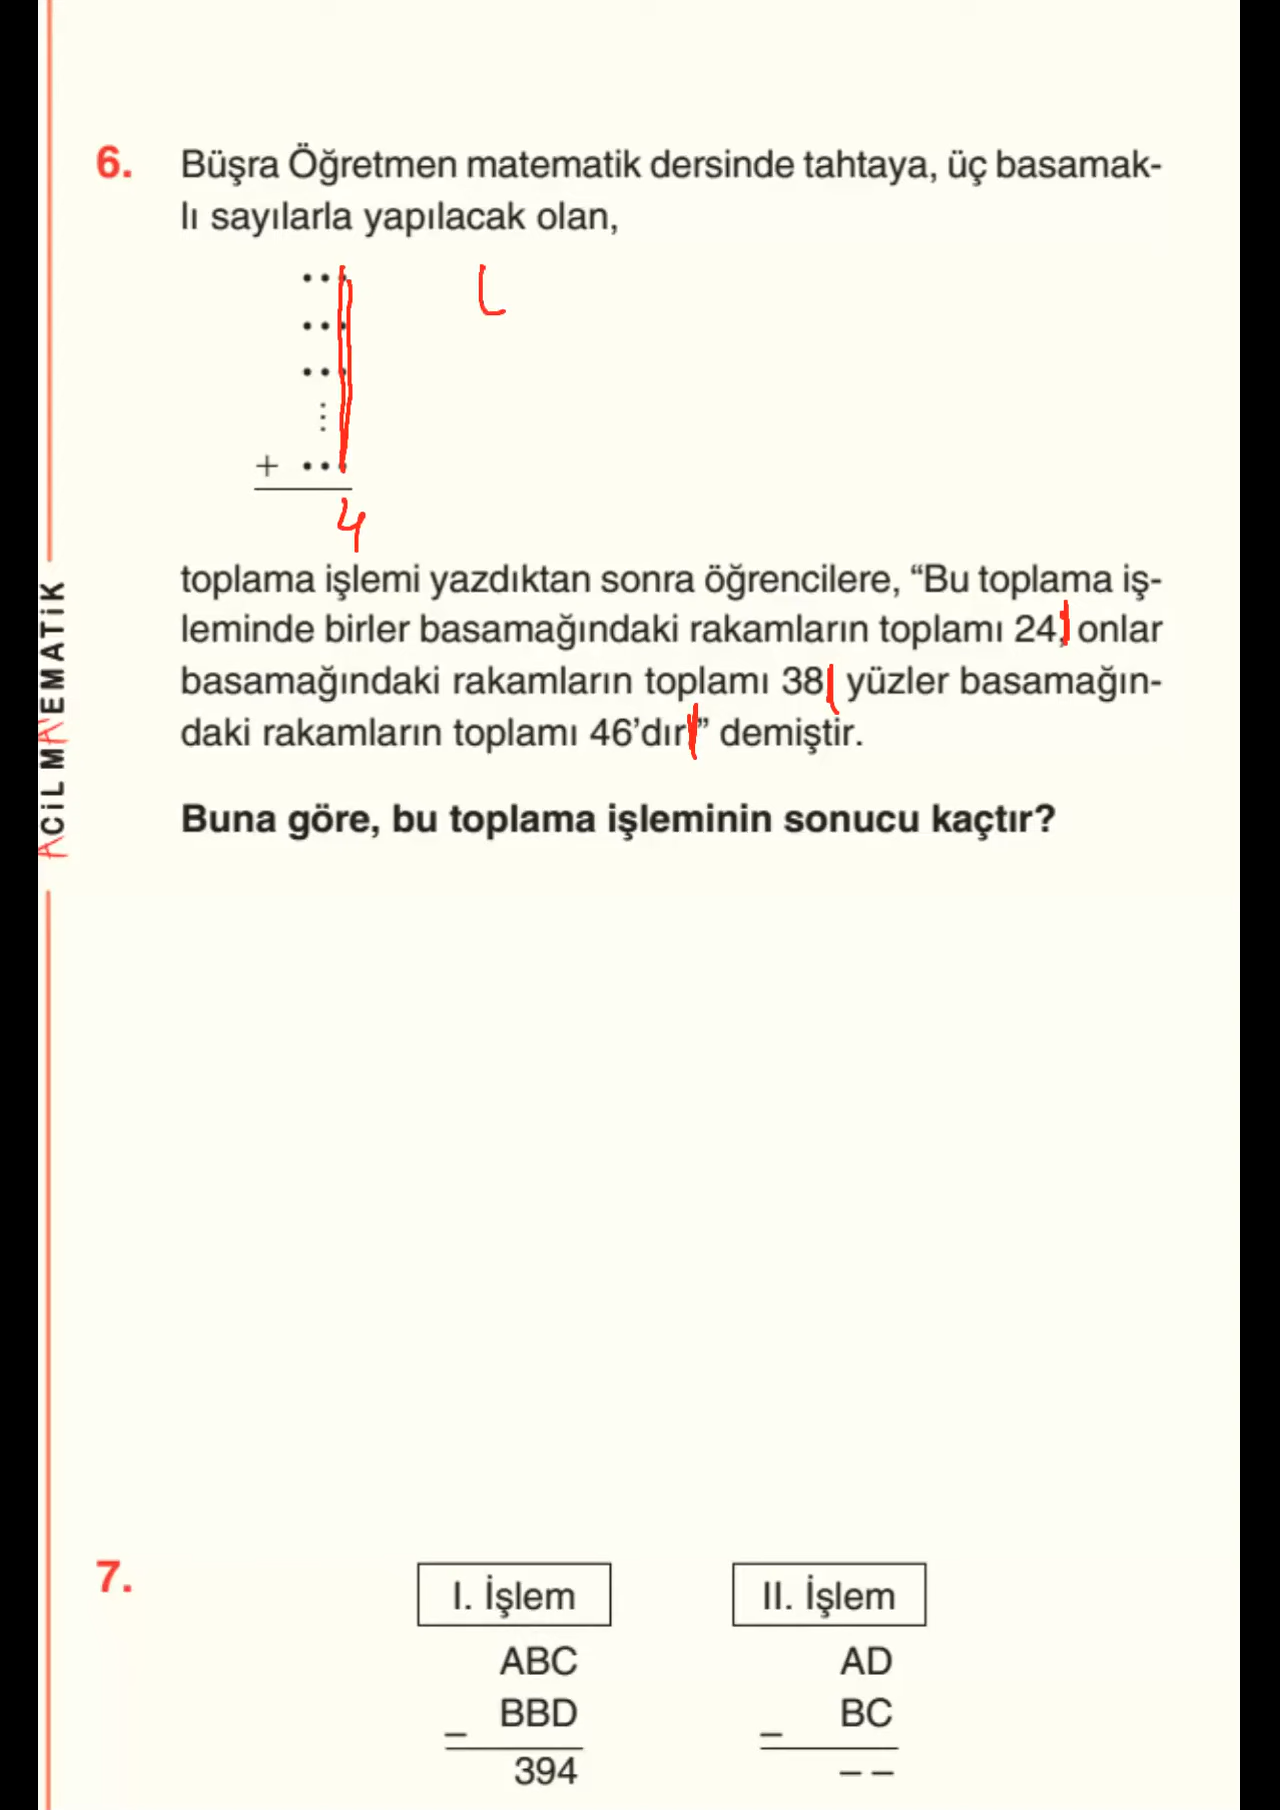 6. Büşra Öğretmen matematik dersinde tahtaya, üç basamak-
lı sayılarla yapılacak olan,
•••
•••
•••
⋮
+ •••
4
toplama işlemi yazdıktan sonra öğrencilere, “Bu toplama iş-
leminde birler basamağındaki rakamların toplamı 24, onlar
basamağındaki rakamların toplamı 38, yüzler basamağın-
daki rakamların toplamı 46’dır.” demiştir.
Buna göre, bu toplama işleminin sonucu kaçtır?
ACİL MATEMATİK
7.
I. İşlem
ABC
BBD
−
394
II. İşlem
AD
BC
−
– –